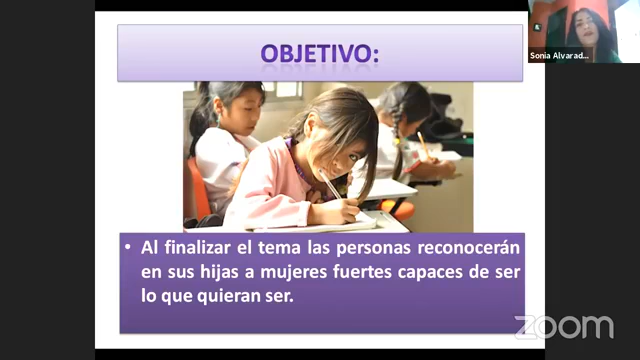 OBJETIVO:
Sonia Alvarad...
• Al finalizar el tema las personas reconocerán
en sus hijas a mujeres fuertes capaces de ser
lo que quieran ser.
zoom